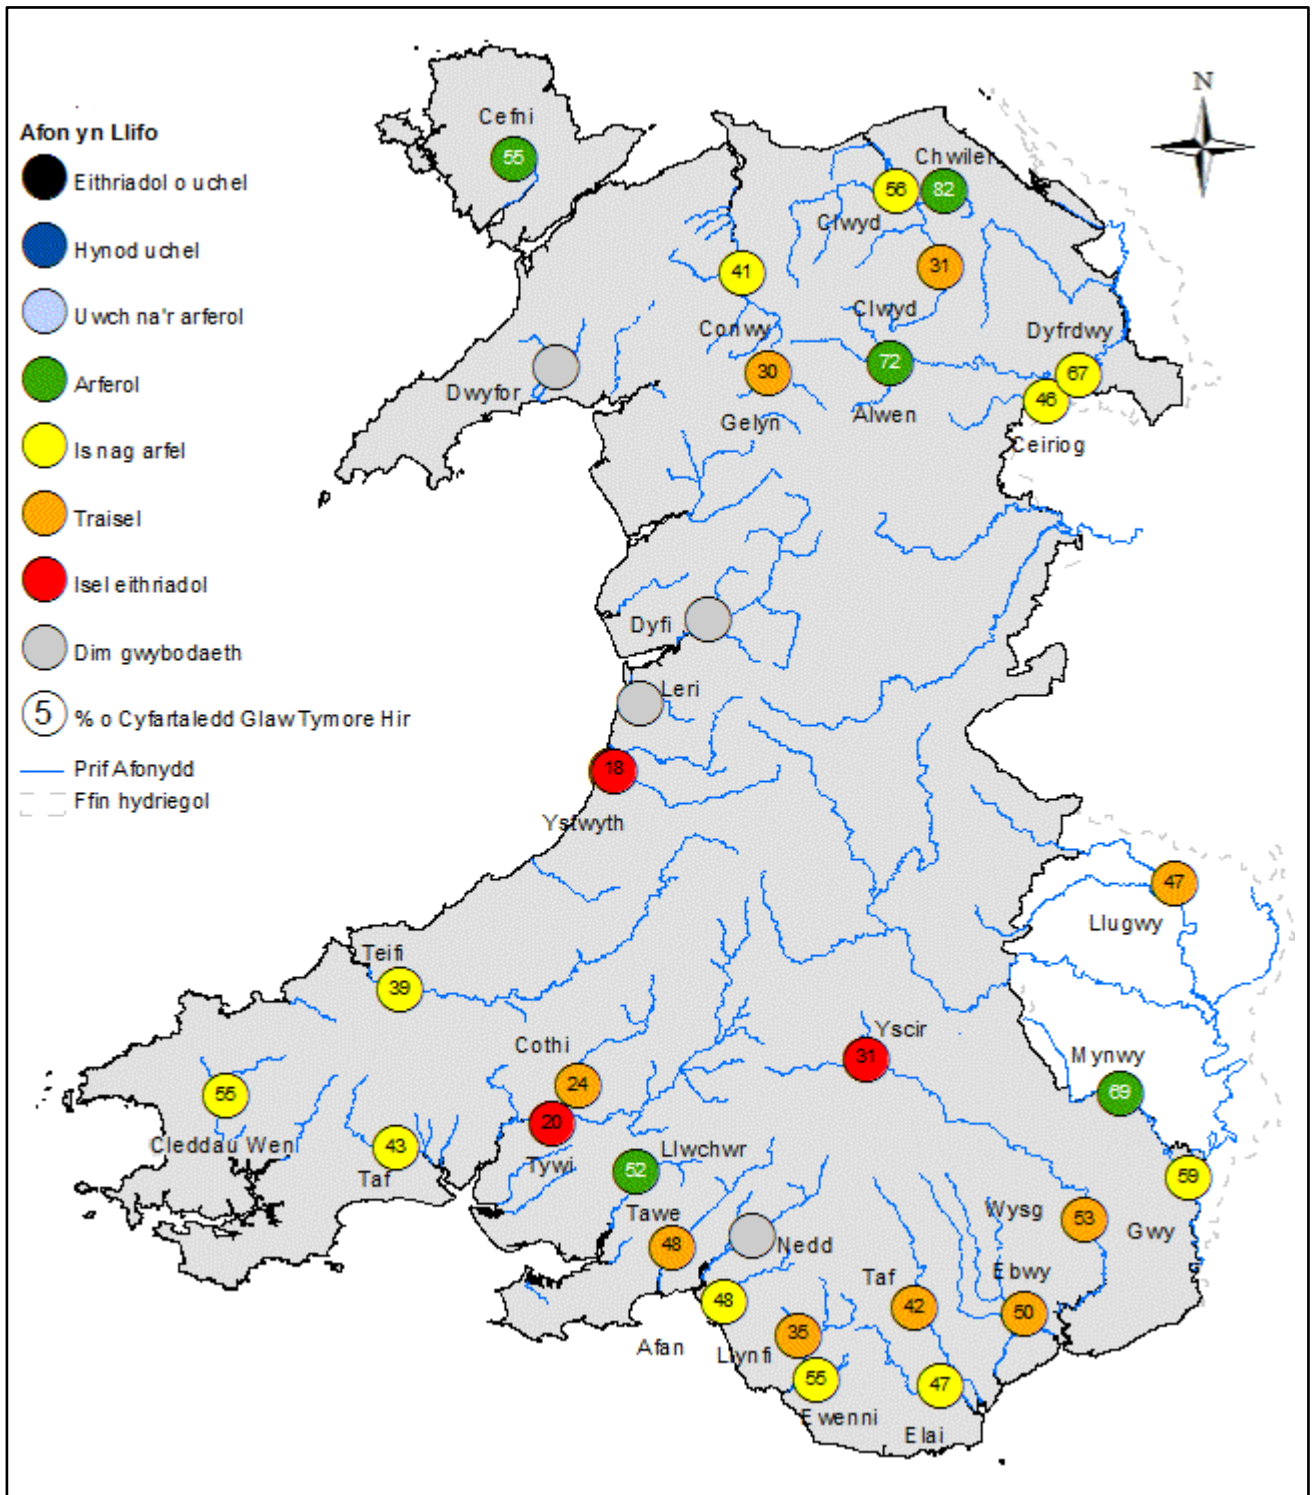 N
Afon yn Llifo
Eithriadol o uchel
Hynod uchel
Uwch na'r arferol
Arferol
Is nag arfel
Traisel
Isel eithriadol
Dim gwybodaeth
5 % o Cyfartaledd Glaw Tymore Hir
Prif Afonydd
Ffin hydriegol
Cefni
55
Chwiler
56
82
Clwyd
41
31
Conwy
Clwyd
Dyfrdwy
Dwyfor
30
72
67
46
Gelyn
Alwen
Ceiriog
Dyfi
Leri
18
Ystwyth
47
Llugwy
Teifi
39
Cothi
Yscir
31
Mynwy
24
69
55
20
Cleddau Wen
43
Taf
Tywi
Llwchwr
52
59
Tawe
Wysg
53
Gwy
48
Nedd
Taf
Ebwy
48
42
50
Afan
35
Llynfi
55
47
Ewenni
Elai